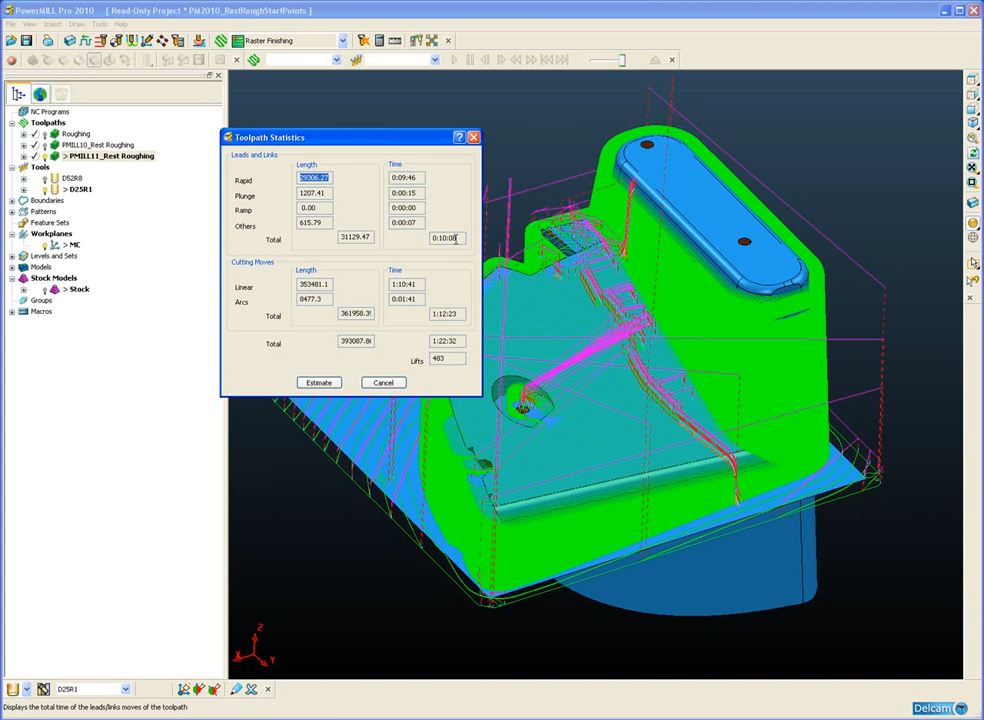 PowerMILL Pro 2010 [ Read-Only Project * PM2010_RestRoughStartPoints ]
File View Insert Draw Tools Help
Raster Finishing
NC Programs
Toolpaths
Roughing
PMILL10_Rest Roughing
> PMILL11_Rest Roughing
Tools
D52R8
> D25R1
Boundaries
Patterns
Feature Sets
Workplanes
> MC
Levels and Sets
Models
Stock Models
> Stock
Groups
Macros
Toolpath Statistics
Leads and Links
Length Time
Rapid 29306.27 0:09:46
Plunge 1207.41 0:00:15
Ramp 0.00 0:00:00
Others 615.79 0:00:07
Total 31129.47 0:10:08
Cutting Moves
Length Time
Linear 353481.1 1:10:41
Arcs 8477.3 0:01:41
Total 361958.3 1:12:23
Total 393087.8 1:22:32
Lifts 483
Estimate Cancel
Z
X Y
D25R1
Displays the total time of the leads/links moves of the toolpath
Delcam